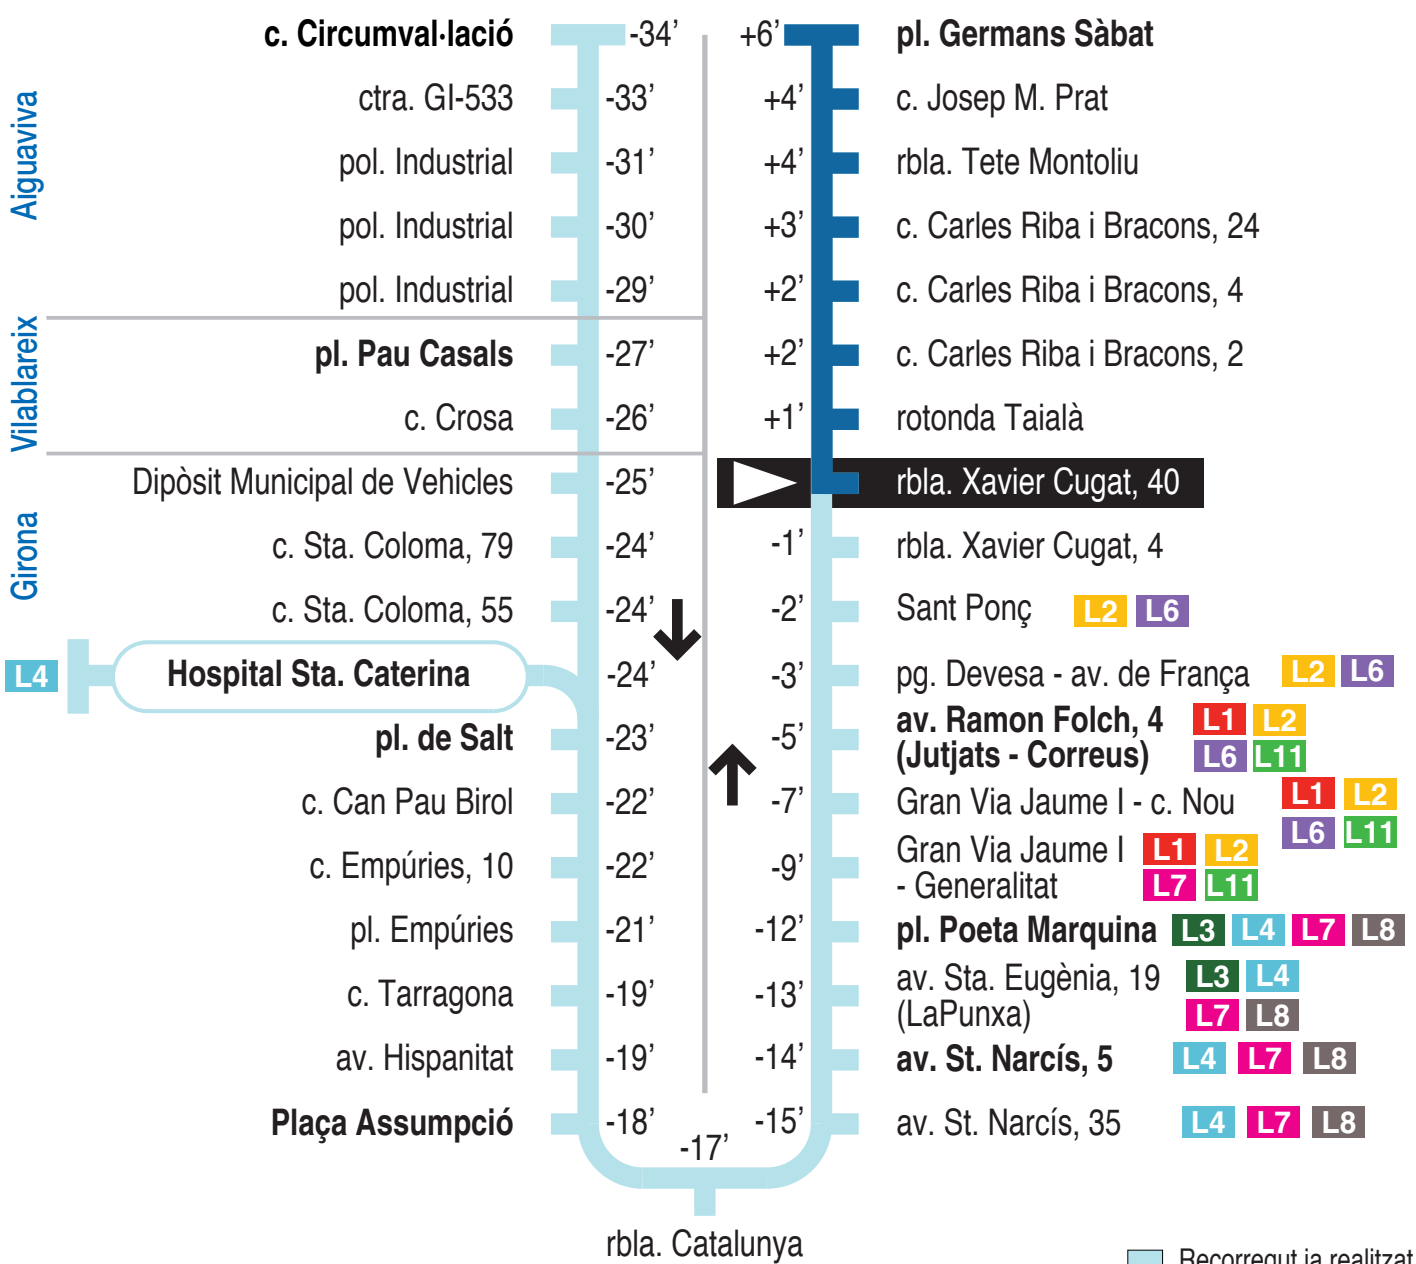 Aiguaviva
Vilablareix
Girona
c. Circumval·lació -34’
ctra. GI-533 -33’
pol. Industrial -31’
pol. Industrial -30’
pol. Industrial -29’
pl. Pau Casals -27’
c. Crosa -26’
Dipòsit Municipal de Vehicles -25’
c. Sta. Coloma, 79 -24’
c. Sta. Coloma, 55 -24’
L4 Hospital Sta. Caterina -24’
pl. de Salt -23’
c. Can Pau Birol -22’
c. Empúries, 10 -22’
pl. Empúries -21’
c. Tarragona -19’
av. Hispanitat -19’
Plaça Assumpció -18’
-17’
rbla. Catalunya
+6’ pl. Germans Sàbat
+4’ c. Josep M. Prat
+4’ rbla. Tete Montoliu
+3’ c. Carles Riba i Bracons, 24
+2’ c. Carles Riba i Bracons, 4
+2’ c. Carles Riba i Bracons, 2
+1’ rotonda Taialà
rbla. Xavier Cugat, 40
-1’ rbla. Xavier Cugat, 4
-2’ Sant Ponç L2 L6
-3’ pg. Devesa - av. de França L2 L6
-5’ av. Ramon Folch, 4 L1 L2
(Jutjats - Correus) L6 L11
-7’ Gran Via Jaume I - c. Nou L1 L2
L6 L11
-9’ Gran Via Jaume I L1 L2
- Generalitat L7 L11
-12’ pl. Poeta Marquina L3 L4 L7 L8
-13’ av. Sta. Eugènia, 19 L3 L4
(LaPunxa) L7 L8
-14’ av. St. Narcís, 5 L4 L7 L8
-15’ av. St. Narcís, 35 L4 L7 L8
Recorregut ja realitzat